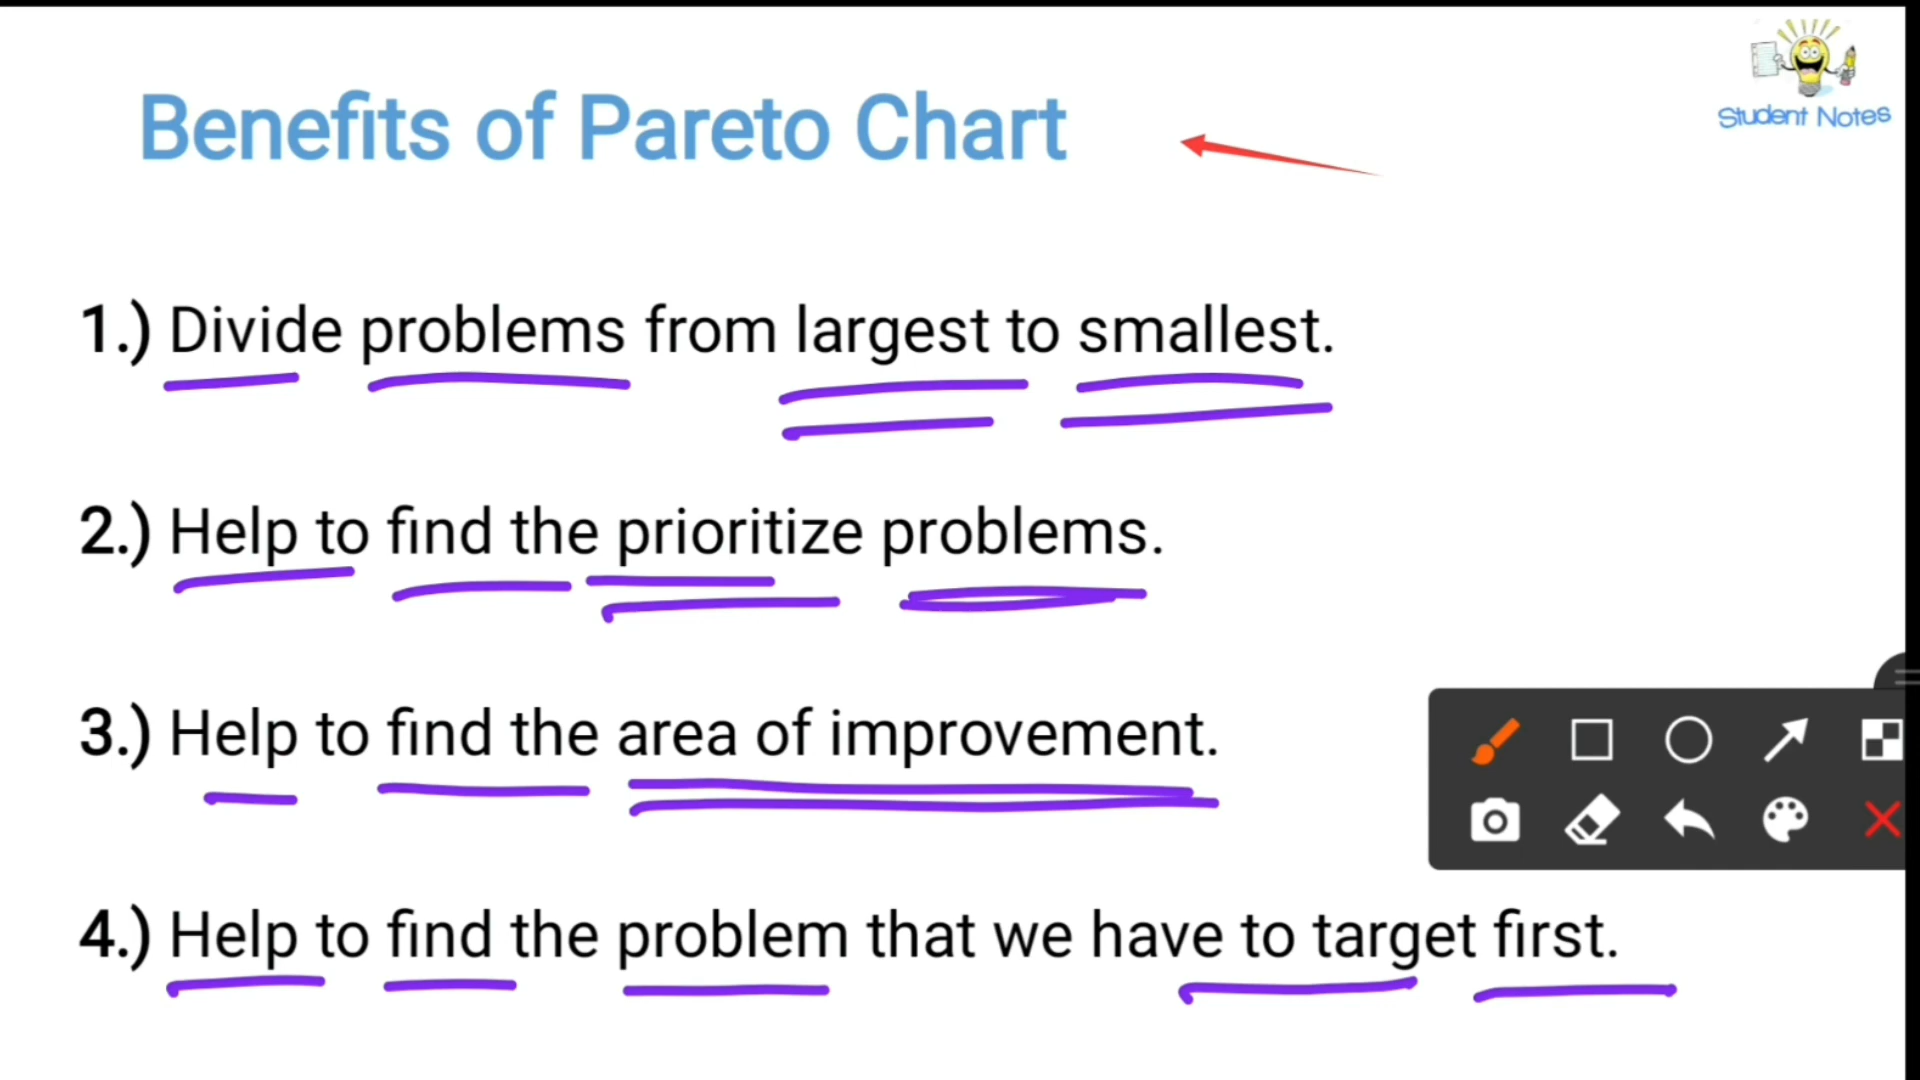 Student Notes
Benefits of Pareto Chart
1.) Divide problems from largest to smallest.
2.) Help to find the prioritize problems.
3.) Help to find the area of improvement.
4.) Help to find the problem that we have to target first.